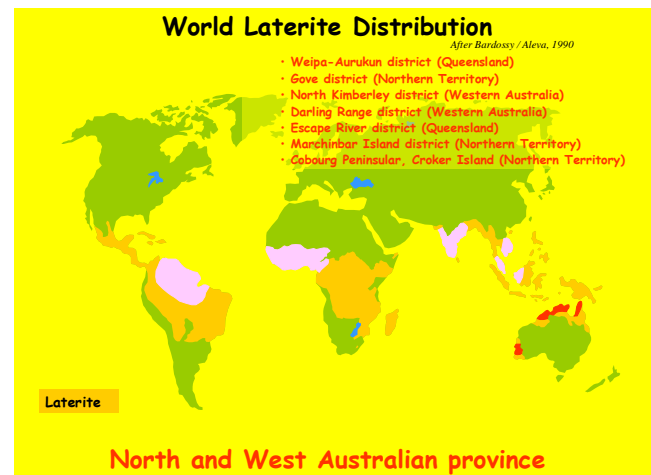 World Laterite Distribution
After Bardossy / Aleva, 1990
• Weipa-Aurukun district (Queensland)
• Gove district (Northern Territory)
• North Kimberley district (Western Australia)
• Darling Range district (Western Australia)
• Escape River district (Queensland)
• Marchinbar Island district (Northern Territory)
• Cobourg Peninsular, Croker Island (Northern Territory)
Laterite
North and West Australian province